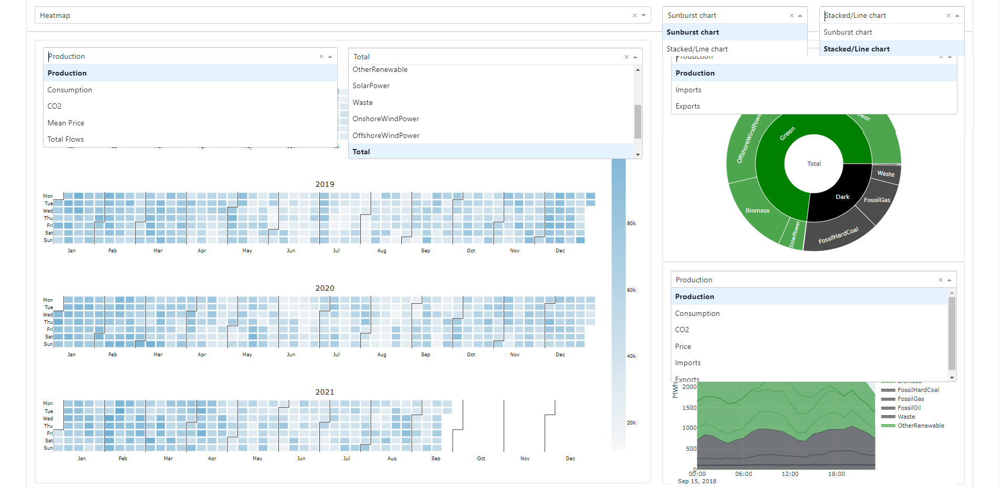 Heatmap
Sunburst chart
Sunburst chart
Stacked/Line chart
Stacked/Line chart
Sunburst chart
Stacked/Line chart
Production
Production
Consumption
CO2
Mean Price
Total Flows
Total
OtherRenewable
SolarPower
Waste
OnshoreWindPower
OffshoreWindPower
Total
2019
Mon
Tue
Wed
Thu
Fri
Sat
Sun
Jan Feb Mar Apr May Jun Jul Aug Sep Oct Nov Dec
2020
Mon
Tue
Wed
Thu
Fri
Sat
Sun
Jan Feb Mar Apr May Jun Jul Aug Sep Oct Nov Dec
2021
Mon
Tue
Wed
Thu
Fri
Sat
Sun
Jan Feb Mar Apr May Jun Jul Aug Sep Oct Nov Dec
80k
60k
40k
20k
Production
Production
Imports
Exports
OffshoreWindPower
Green
Total
Waste
Dark
FossilGas
Biomass
SolarPower
FossilHardCoal
Production
Production
Consumption
CO2
Price
Imports
Exports
MWh
2000
1500
1000
500
0
00:00 06:00 12:00 18:00
Sep 15, 2018
Biomass
FossilHardCoal
FossilGas
FossilOil
Waste
OtherRenewable